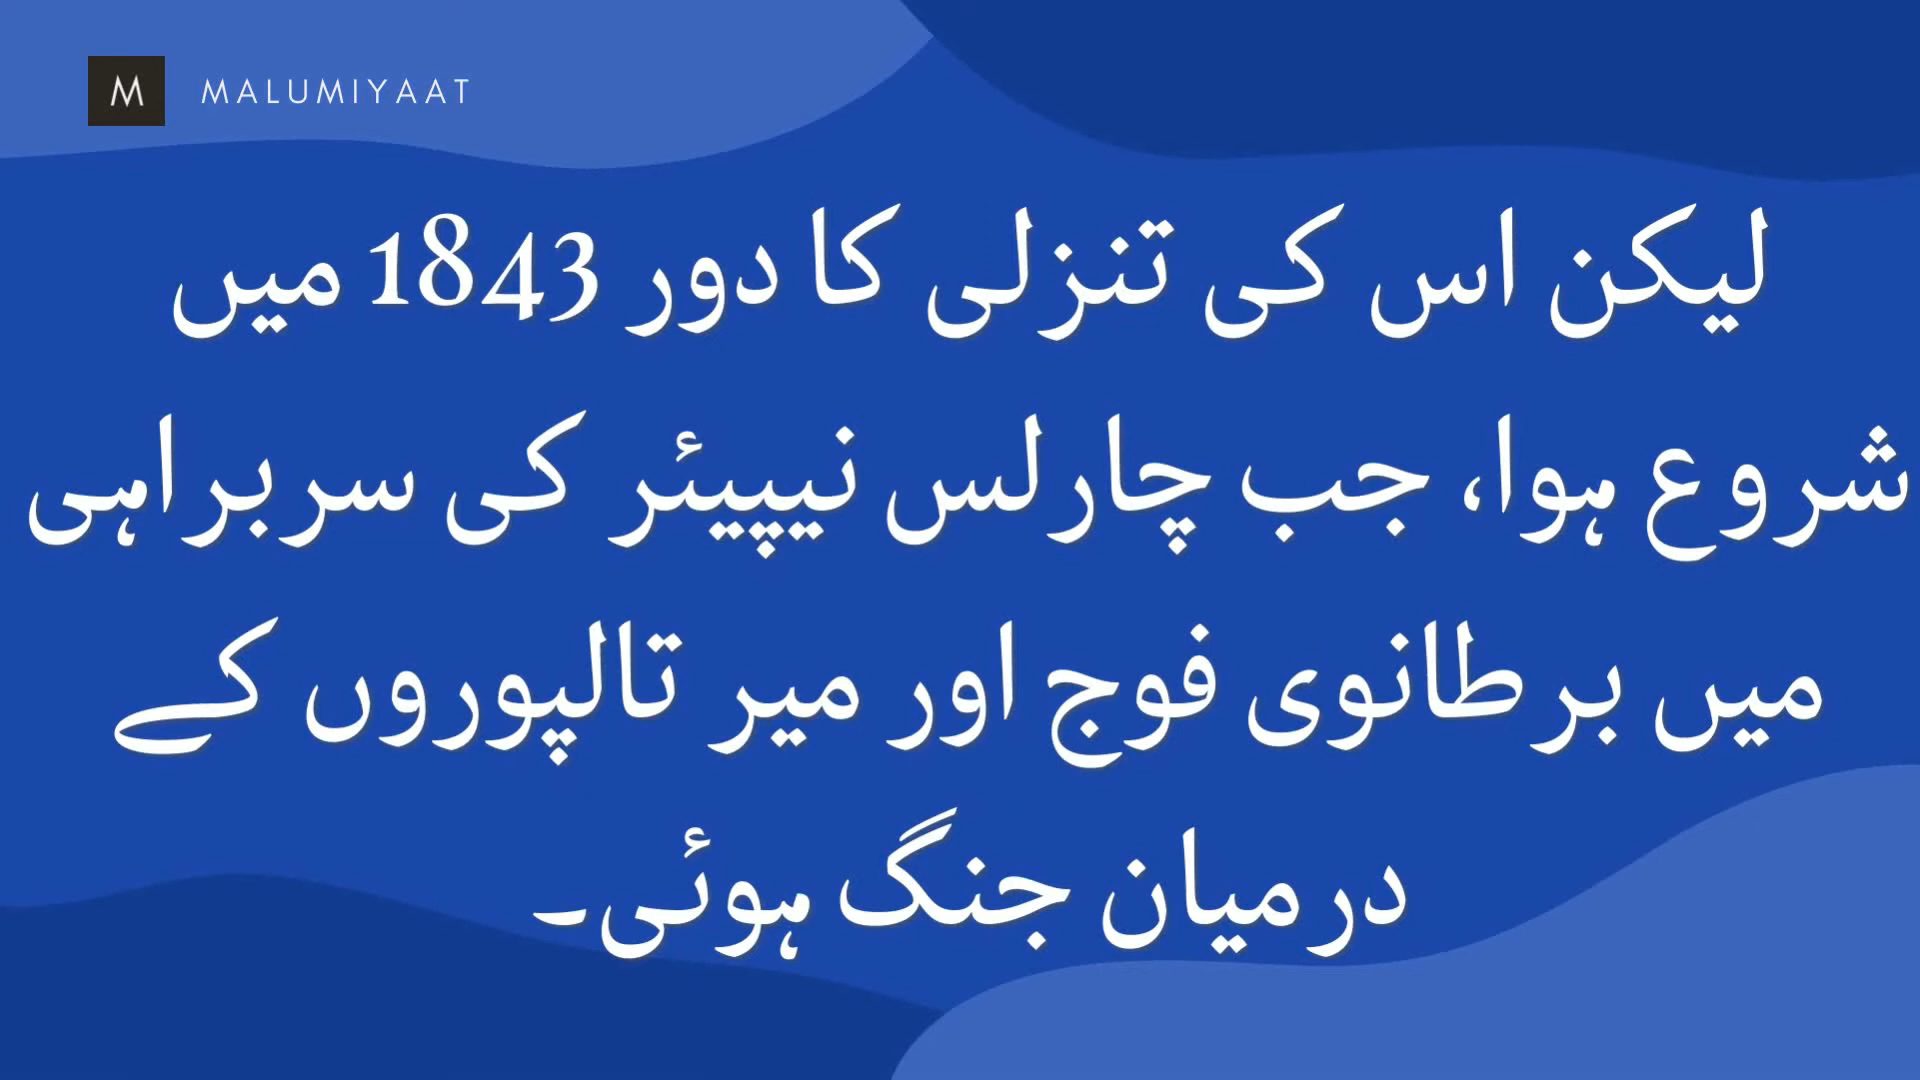 M MALUMIYAAT
لیکن اس کی تنزلی کا دور 1843 میں
شروع ہوا، جب چارلس نیپیئر کی سربراہی
میں برطانوی فوج اور میر تالپوروں کے
درمیان جنگ ہوئی۔